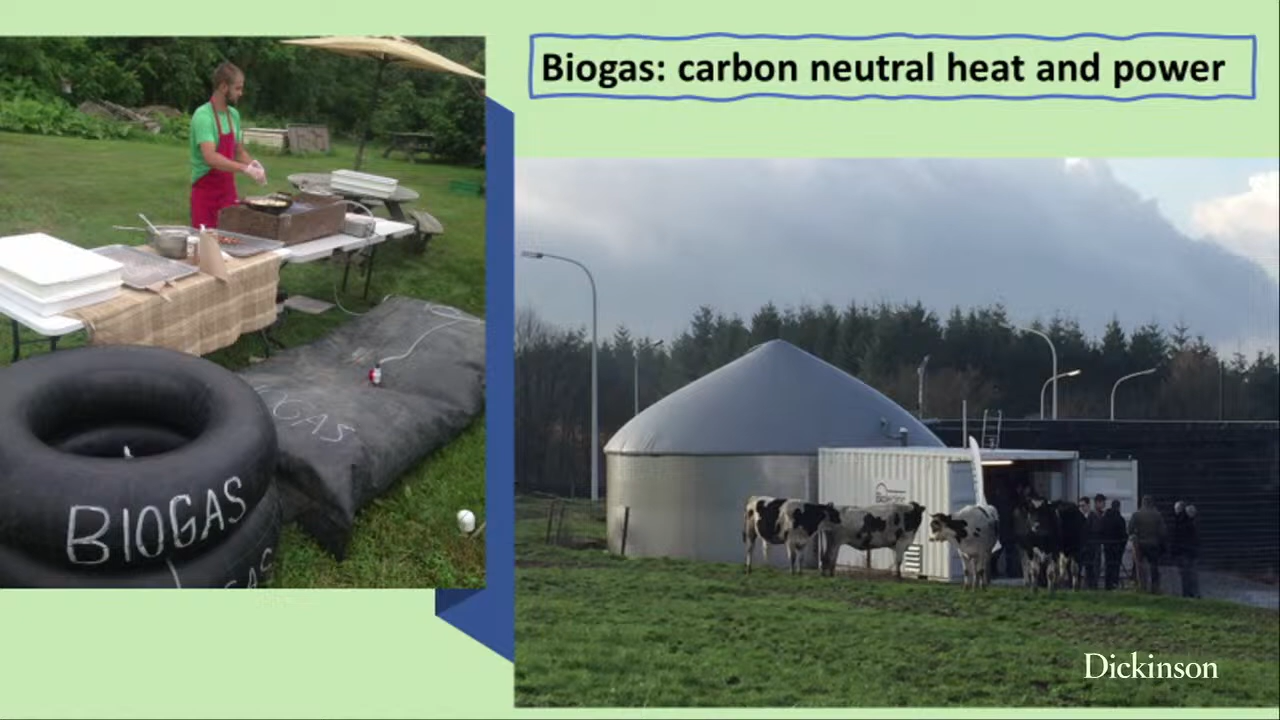 Biogas: carbon neutral heat and power
BIOGAS
GAS
GAS
Dickinson